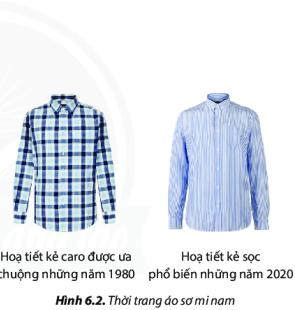 Hoạ tiết kẻ caro được ưa
chuộng những năm 1980
Hoạ tiết kẻ sọc
phổ biến những năm 2020
Hình 6.2. Thời trang áo sơ mi nam